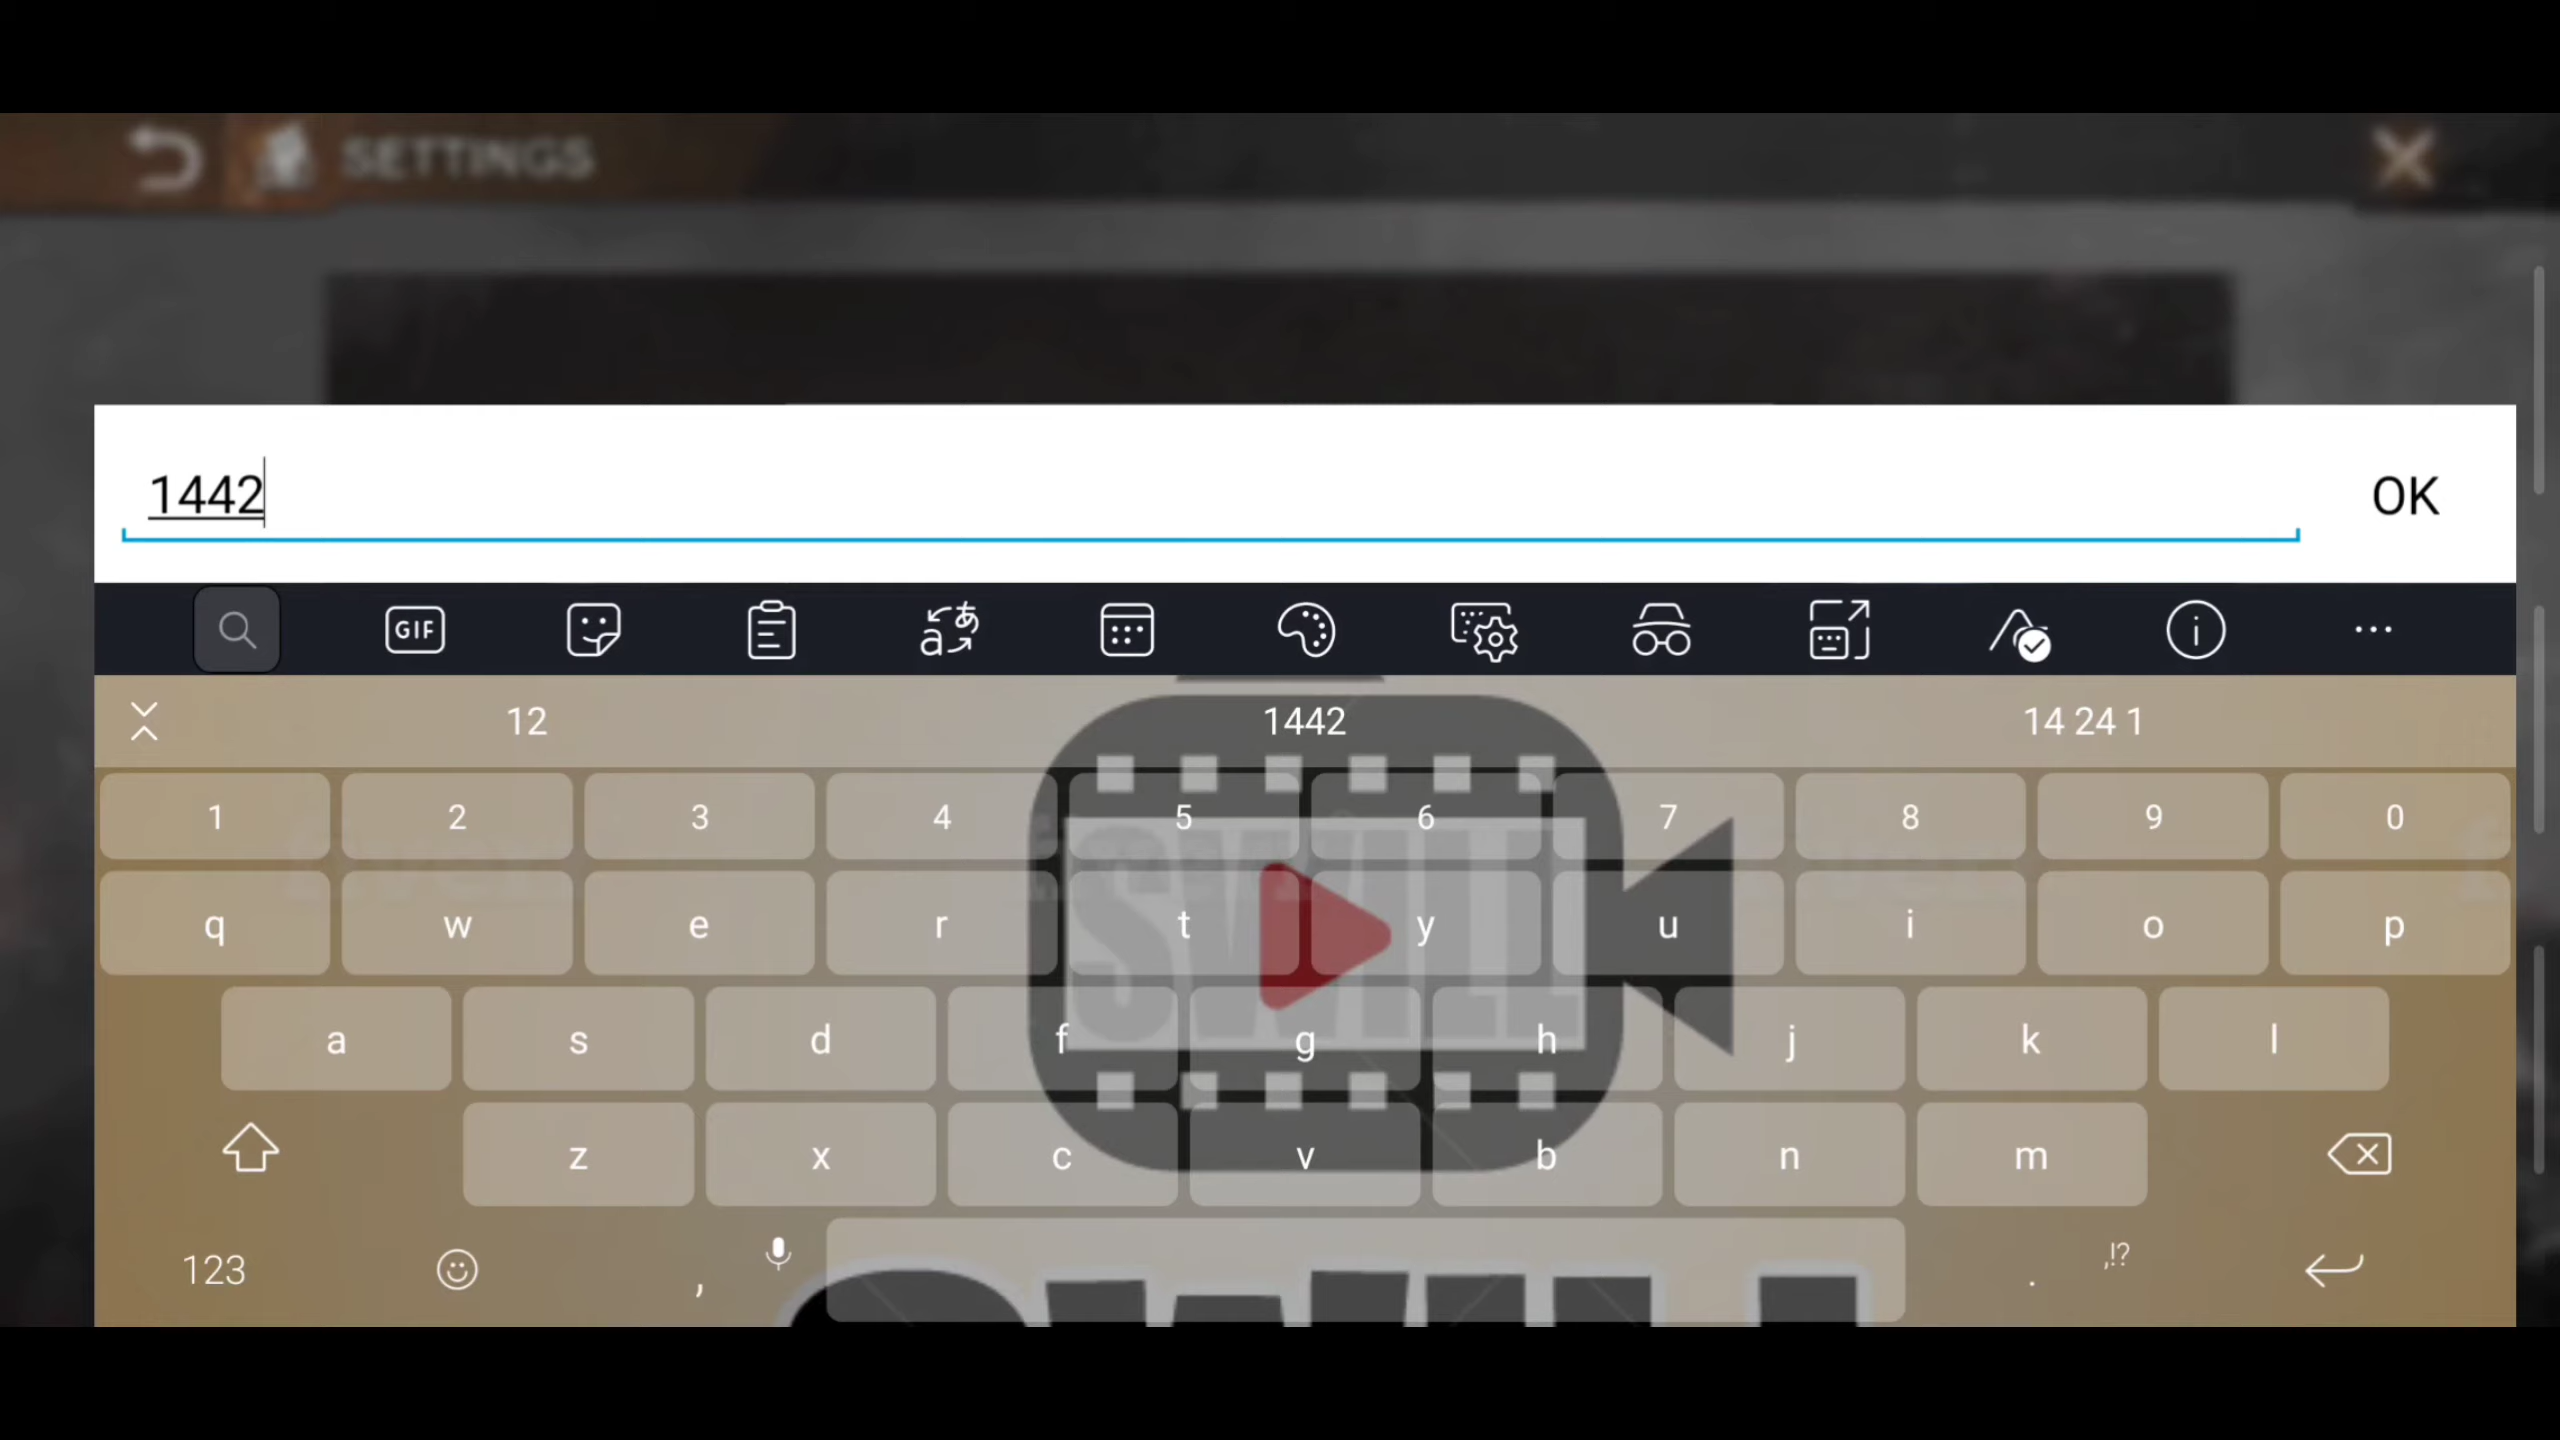 SETTINGS
1442
OK
GIF
12 1442 14 24 1
1 2 3 4 5 6 7 8 9 0
q w e r t y u i o p
a s d f g h j k l
z x c v b n m
123 , . ,!?
SWILL